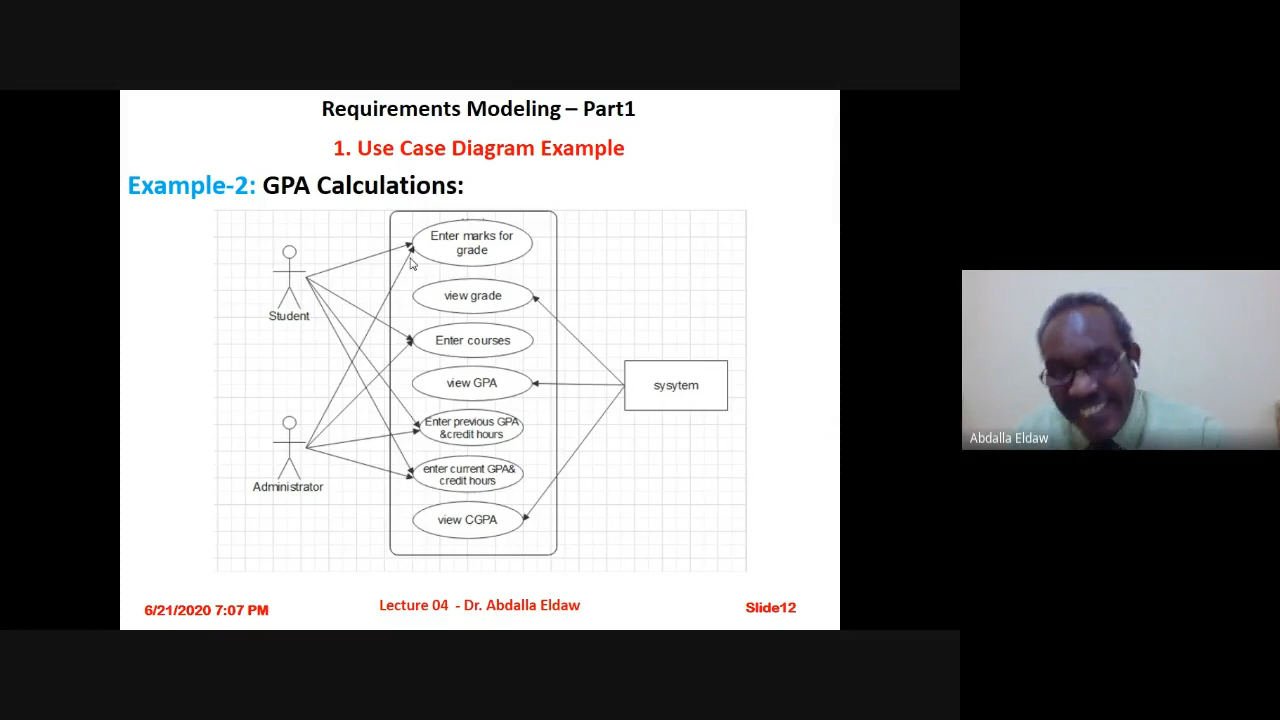 Requirements Modeling – Part1
1. Use Case Diagram Example
Example-2: GPA Calculations:
Enter marks for
grade
view grade
Enter courses
view GPA
Enter previous GPA
&credit hours
enter current GPA&
credit hours
view CGPA
Student
Administrator
sysytem
6/21/2020 7:07 PM
Lecture 04 - Dr. Abdalla Eldaw
Slide12
Abdalla Eldaw